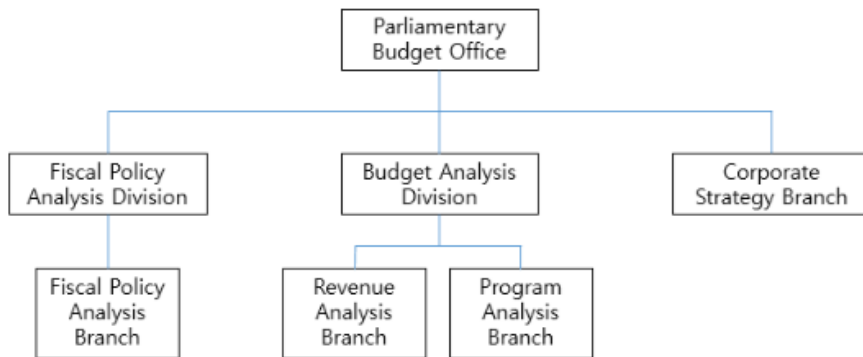 Parliamentary
Budget Office
Fiscal Policy
Analysis Division
Budget Analysis
Division
Corporate
Strategy Branch
Fiscal Policy
Analysis
Branch
Revenue
Analysis
Branch
Program
Analysis
Branch